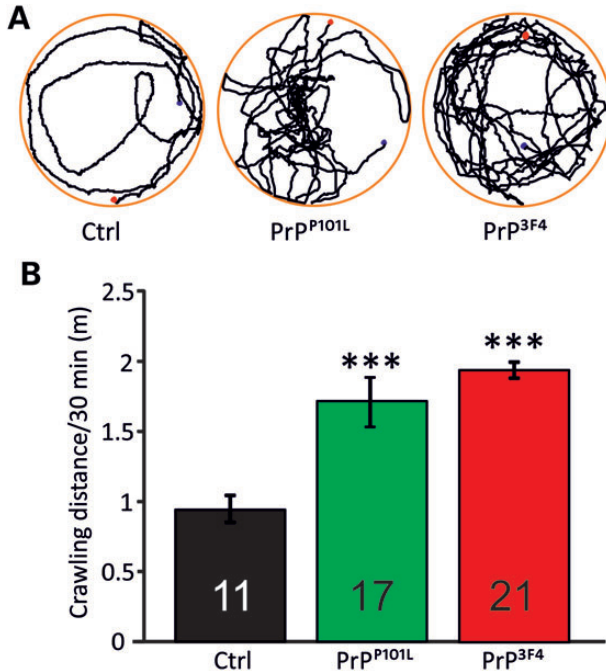 A
Ctrl
PrPᴾ¹⁰¹ᴸ
PrP³ᶠ⁴
B
Crawling distance/30 min (m)
2.5
2
1.5
1
0.5
0
***
***
11
17
21
Ctrl
PrPᴾ¹⁰¹ᴸ
PrP³ᶠ⁴